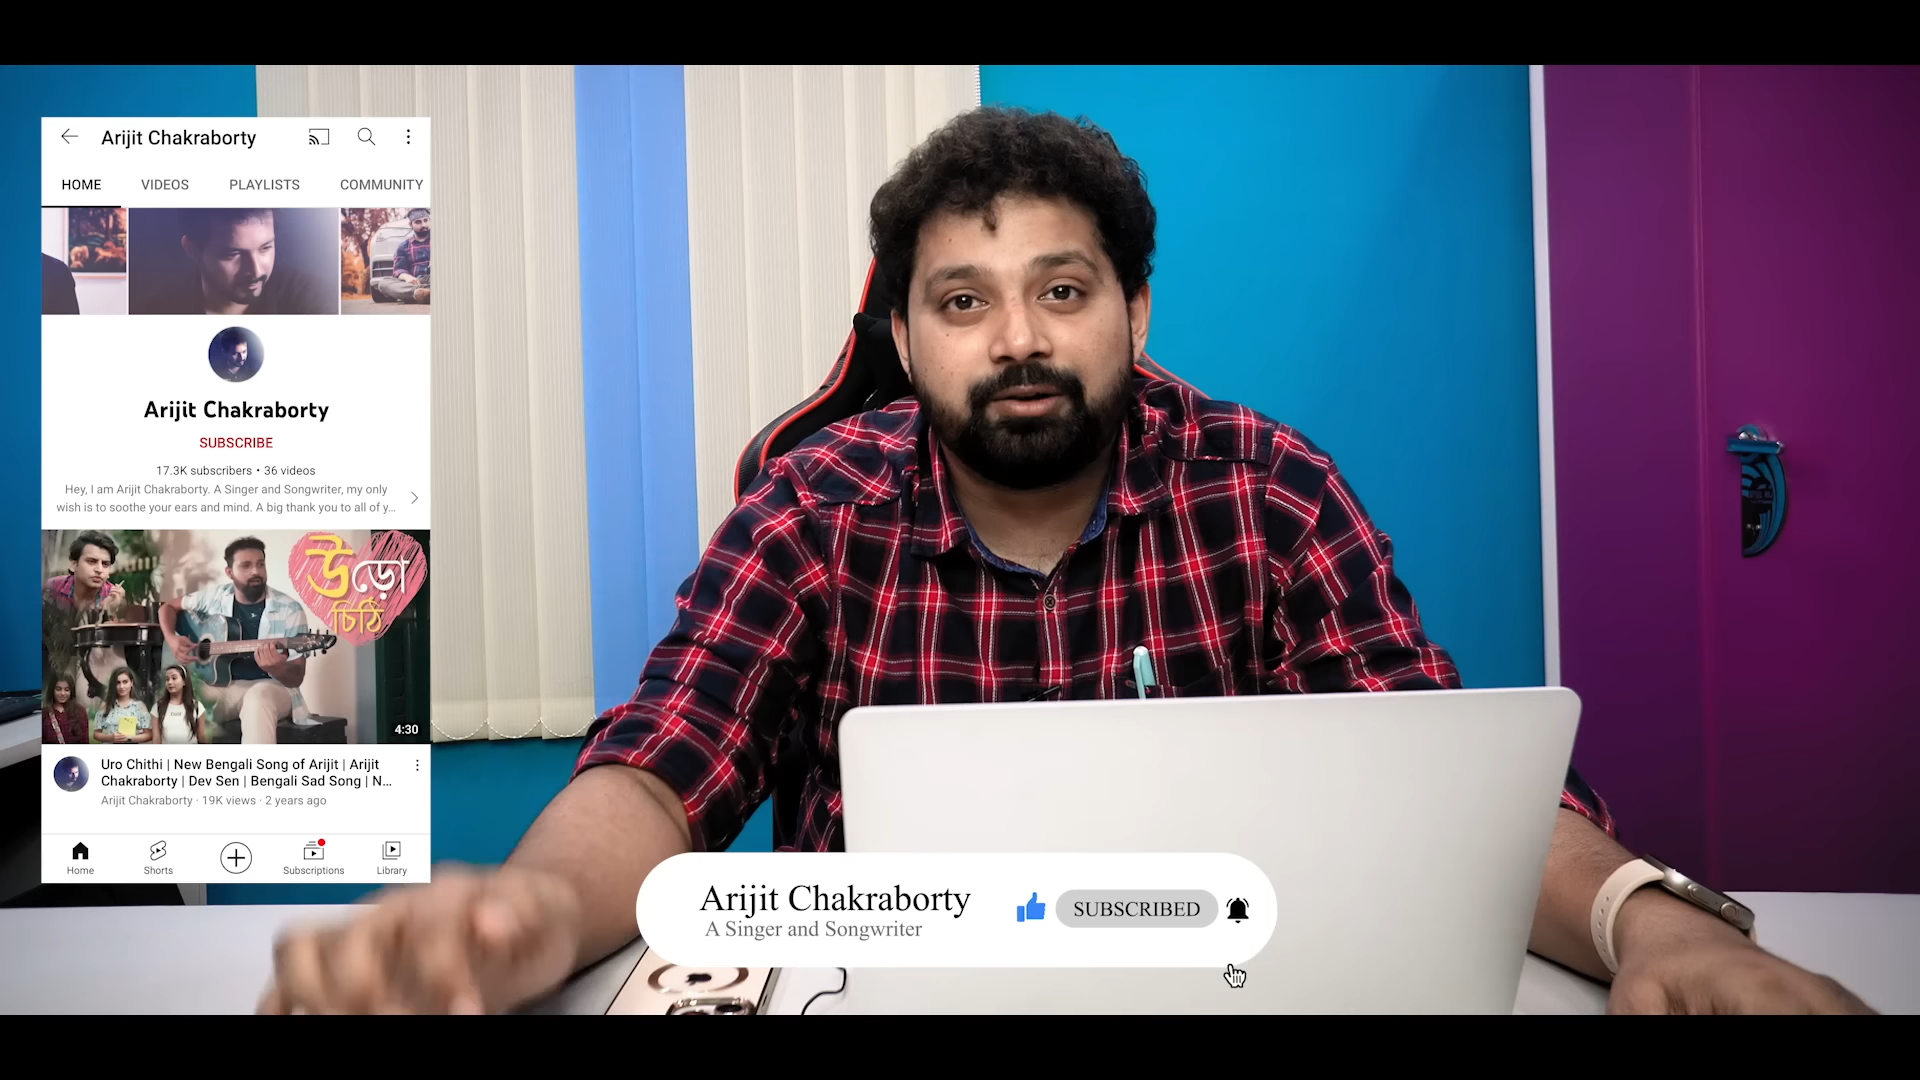 Arijit Chakraborty
HOME VIDEOS PLAYLISTS COMMUNITY
Arijit Chakraborty
SUBSCRIBE
17.3K subscribers • 36 videos
Hey, I am Arijit Chakraborty. A Singer and Songwriter, my only
wish is to soothe your ears and mind. A big thank you to all of y...
উড়ো
চিঠি
4:30
Uro Chithi | New Bengali Song of Arijit | Arijit
Chakraborty | Dev Sen | Bengali Sad Song | N...
Arijit Chakraborty · 19K views · 2 years ago
Home Shorts Subscriptions Library
Arijit Chakraborty
A Singer and Songwriter
SUBSCRIBED